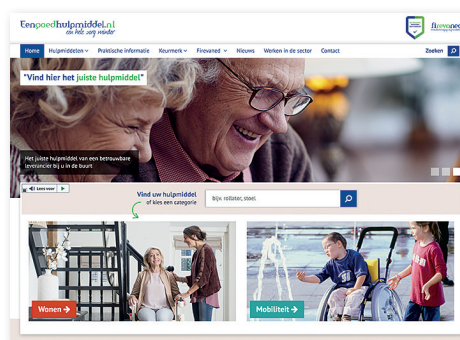 Eengoedhulpmiddel.nl
een hele zorg minder
firevaned
Home Hulpmiddelen Praktische informatie Keurmerk Firevaned Nieuws Werken in de sector Contact Zoeken
"Vind hier het juiste hulpmiddel"
Het juiste hulpmiddel van een betrouwbare
leverancier bij u in de buurt
Lees voor
Vind uw hulpmiddel
of kies een categorie
bijv. rollator, stoel
Wonen →
Mobiliteit →